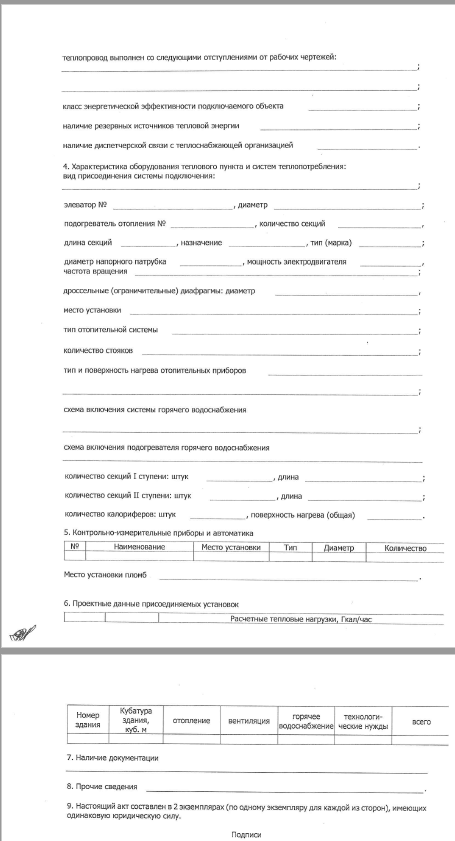 теплопровод выполнен со следующими отступлениями от рабочих чертежей:
;
;
класс энергетической эффективности подключаемого объекта ;
наличие резервных источников тепловой энергии ;
наличие диспетчерской связи с теплоснабжающей организацией .
4. Характеристика оборудования теплового пункта и систем теплопотребления:
вид присоединения системы подключения:
;
элеватор № , диаметр ;
подогреватель отопления № , количество секций ,
длина секций , назначение , тип (марка) ;
диаметр напорного патрубка , мощность электродвигателя ,
частота вращения ;
дроссельные (ограничительные) диафрагмы: диаметр ,
место установки ;
тип отопительной системы ;
количество стояков ;
тип и поверхность нагрева отопительных приборов
;
схема включения системы горячего водоснабжения
;
схема включения подогревателя горячего водоснабжения
количество секций I ступени: штук , длина ;
количество секций II ступени: штук , длина ;
количество калориферов: штук , поверхность нагрева (общая) .
5. Контрольно-измерительные приборы и автоматика
№ Наименование Место установки Тип Диаметр Количество
Место установки пломб .
6. Проектные данные присоединяемых установок
Расчетные тепловые нагрузки, Гкал/час
Номер здания Кубатура здания, куб. м отопление вентиляция горячее водоснабжение технологи-ческие нужды всего
7. Наличие документации
8. Прочие сведения .
9. Настоящий акт составлен в 2 экземплярах (по одному экземпляру для каждой из сторон), имеющих
одинаковую юридическую силу.
Подписи